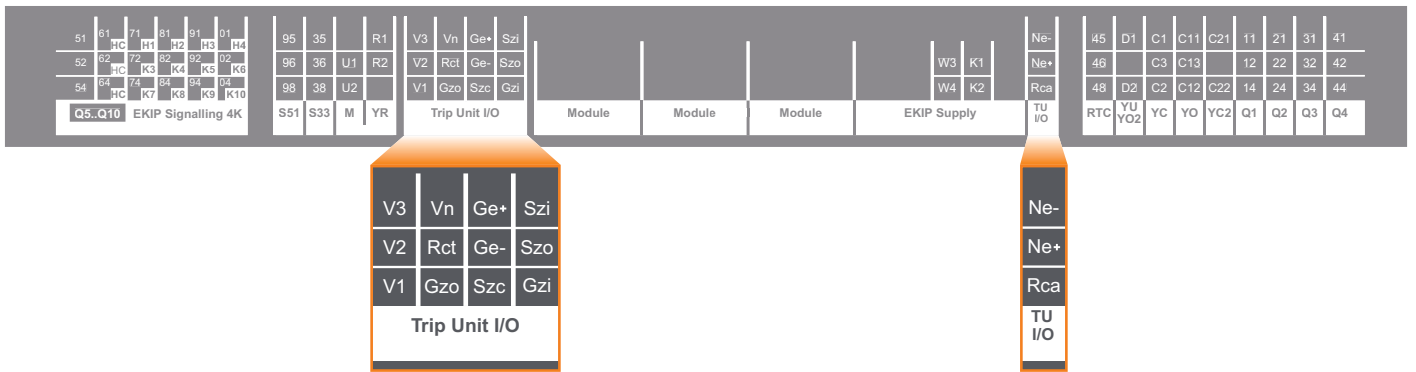 51 61 HC 71 H1 81 H2 91 H3 01 H4 95 35 R1 V3 Vn Ge+ Szi Ne- 45 D1 C1 C11 C21 11 21 31 41
52 62 HC 72 K3 82 K4 92 K5 02 K6 96 36 U1 R2 V2 Rct Ge- Szo W3 K1 Ne+ 46 C3 C13 12 22 32 42
54 64 HC 74 K7 84 K8 94 K9 04 K10 98 38 U2 V1 Gzo Szc Gzi W4 K2 Rca 48 D2 C2 C12 C22 14 24 34 44
Q5..Q10 EKIP Signalling 4K S51 S33 M YR Trip Unit I/O Module Module Module EKIP Supply TU I/O RTC YU YO2 YC YO YC2 Q1 Q2 Q3 Q4
V3 Vn Ge+ Szi
V2 Rct Ge- Szo
V1 Gzo Szc Gzi
Trip Unit I/O
Ne-
Ne+
Rca
TU
I/O